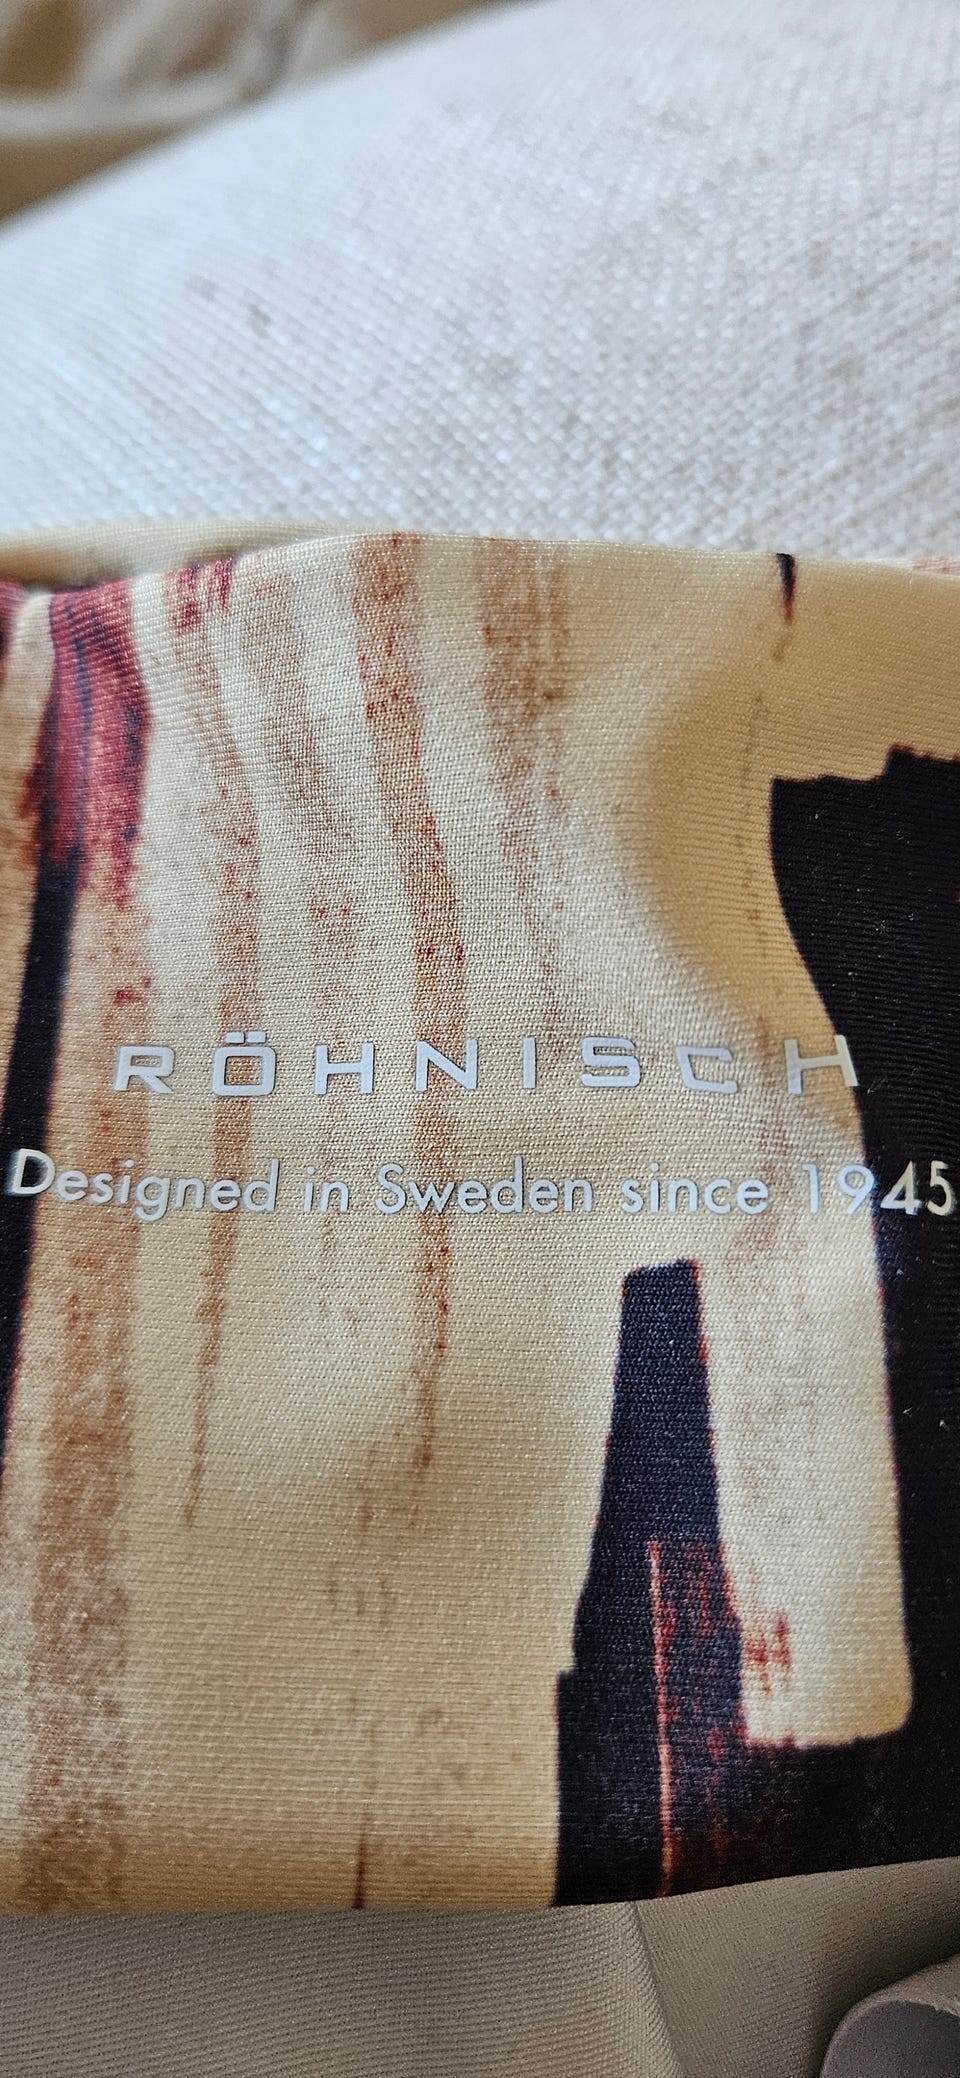 RÖHNISCH
Designed in Sweden since 1945